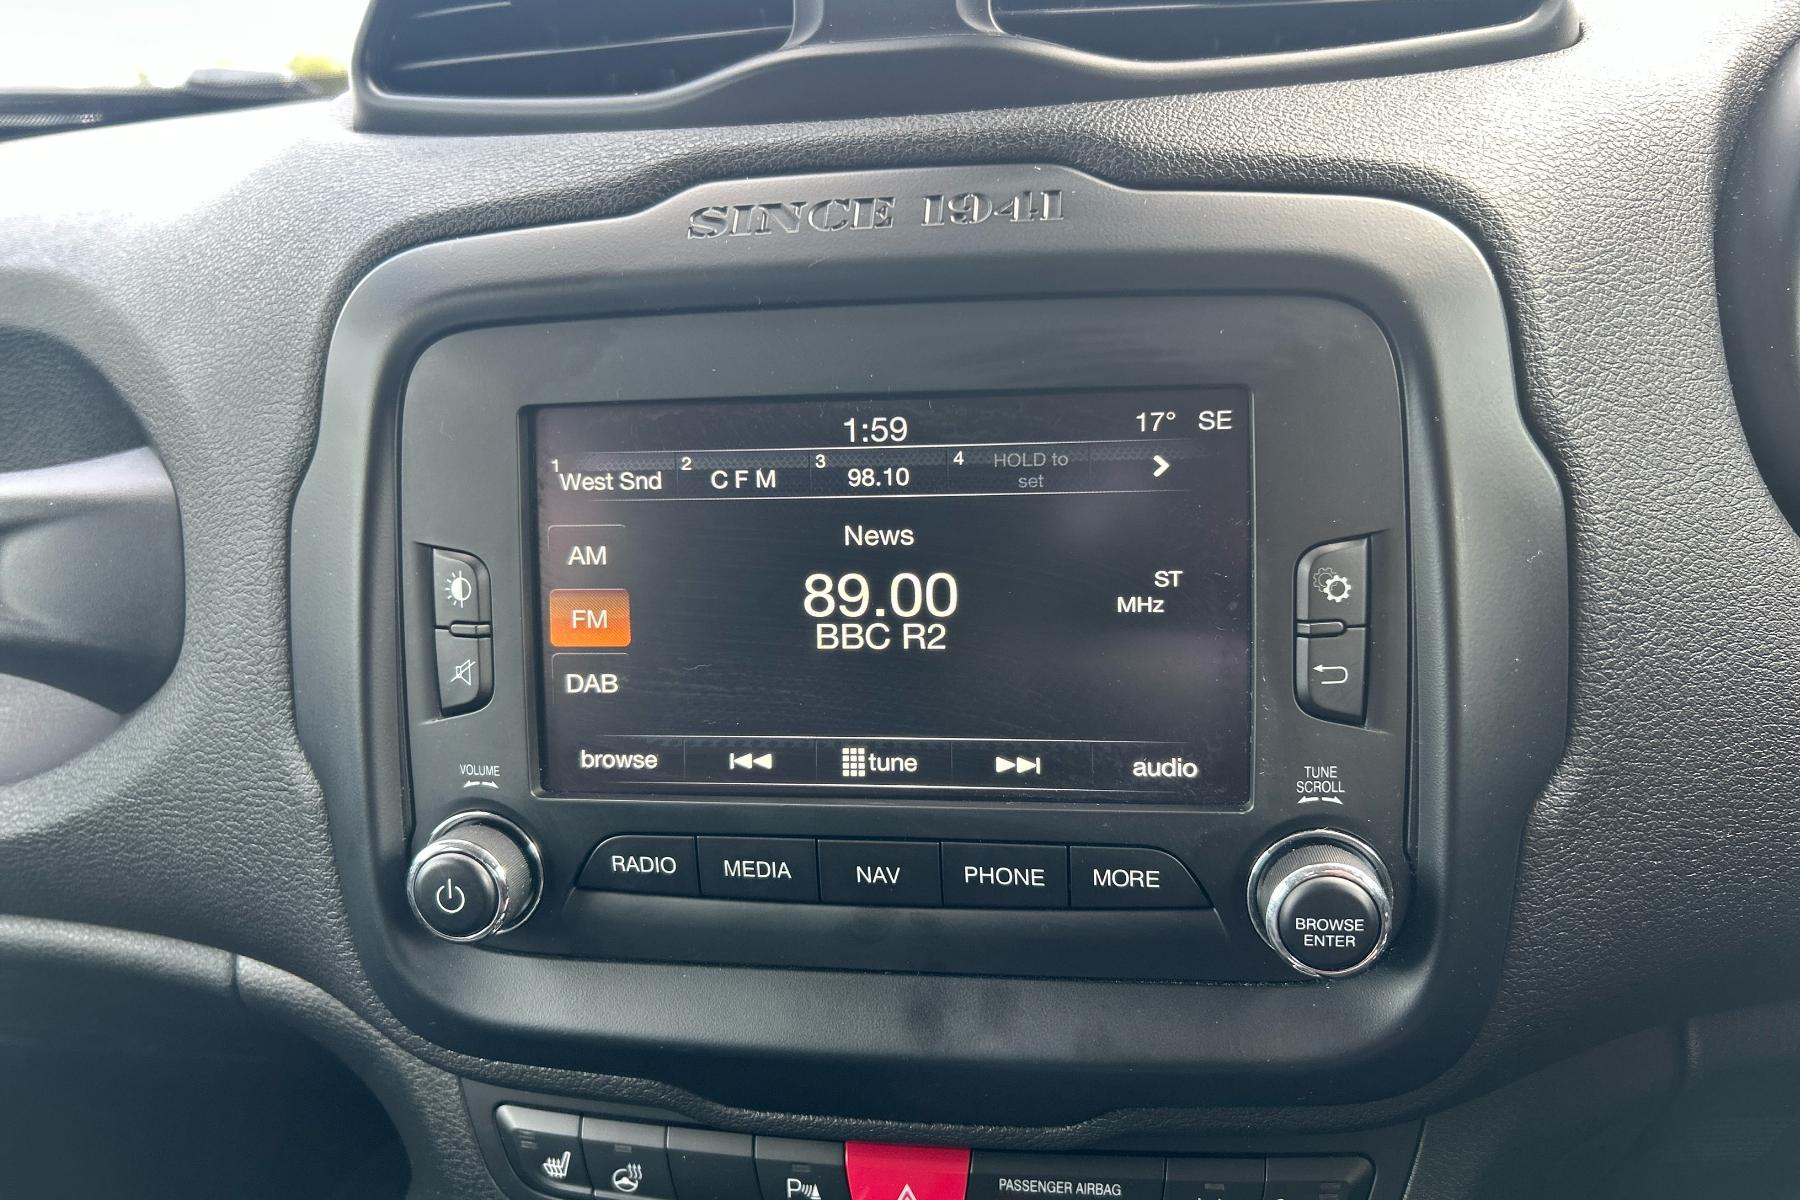 SINCE 1941
1:59
17° SE
1 West Snd
2 C F M
3 98.10
4 HOLD to
set
AM
News
FM
89.00
ST
MHz
BBC R2
DAB
browse
tune
audio
VOLUME
TUNE
SCROLL
RADIO
MEDIA
NAV
PHONE
MORE
BROWSE
ENTER
P
PASSENGER AIRBAG